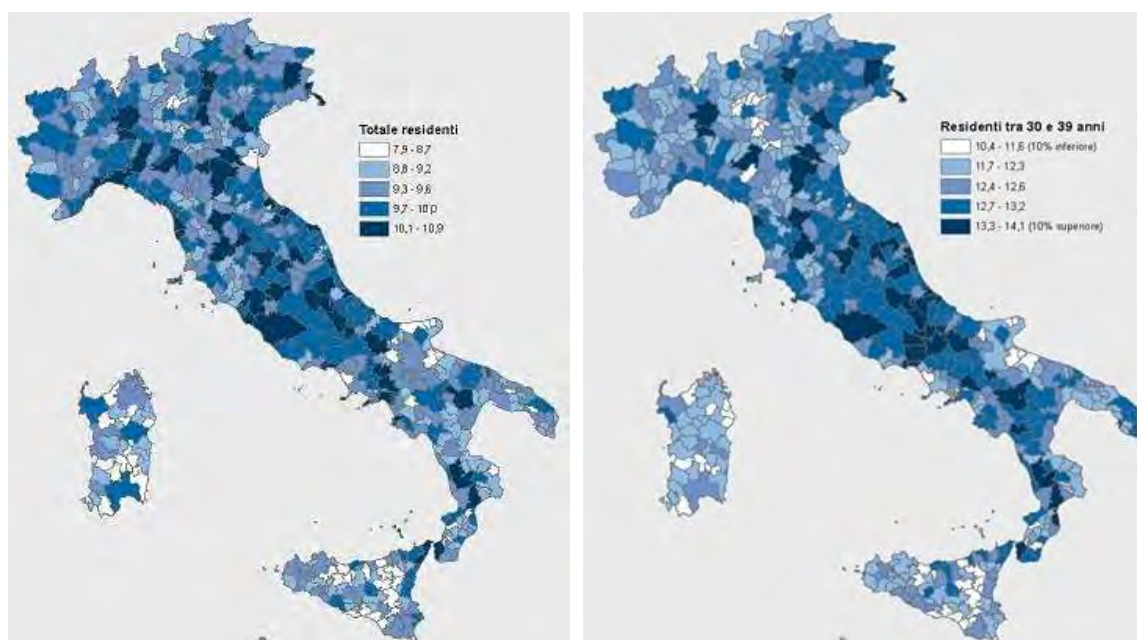 Totale residenti
7,9 - 8,7
8,8 - 9,2
9,3 - 9,6
9,7 - 10,0
10,1 - 10,9
Residenti tra 30 e 39 anni
10,4 - 11,6 (10% inferiore)
11,7 - 12,3
12,4 - 12,6
12,7 - 13,2
13,3 - 14,1 (10% superiore)